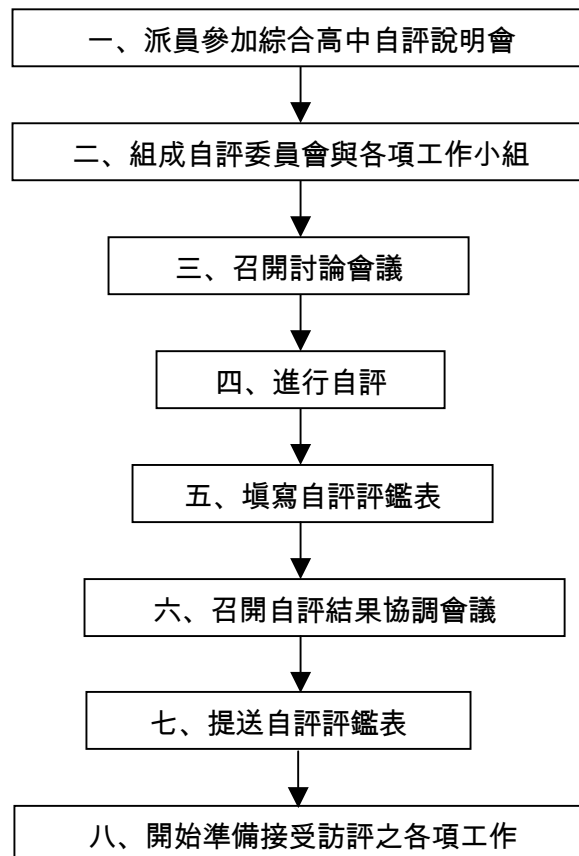 一、派員參加綜合高中自評說明會
二、組成自評委員會與各項工作小組
三、召開討論會議
四、進行自評
五、填寫自評評鑑表
六、召開自評結果協調會議
七、提送自評評鑑表
八、開始準備接受訪評之各項工作